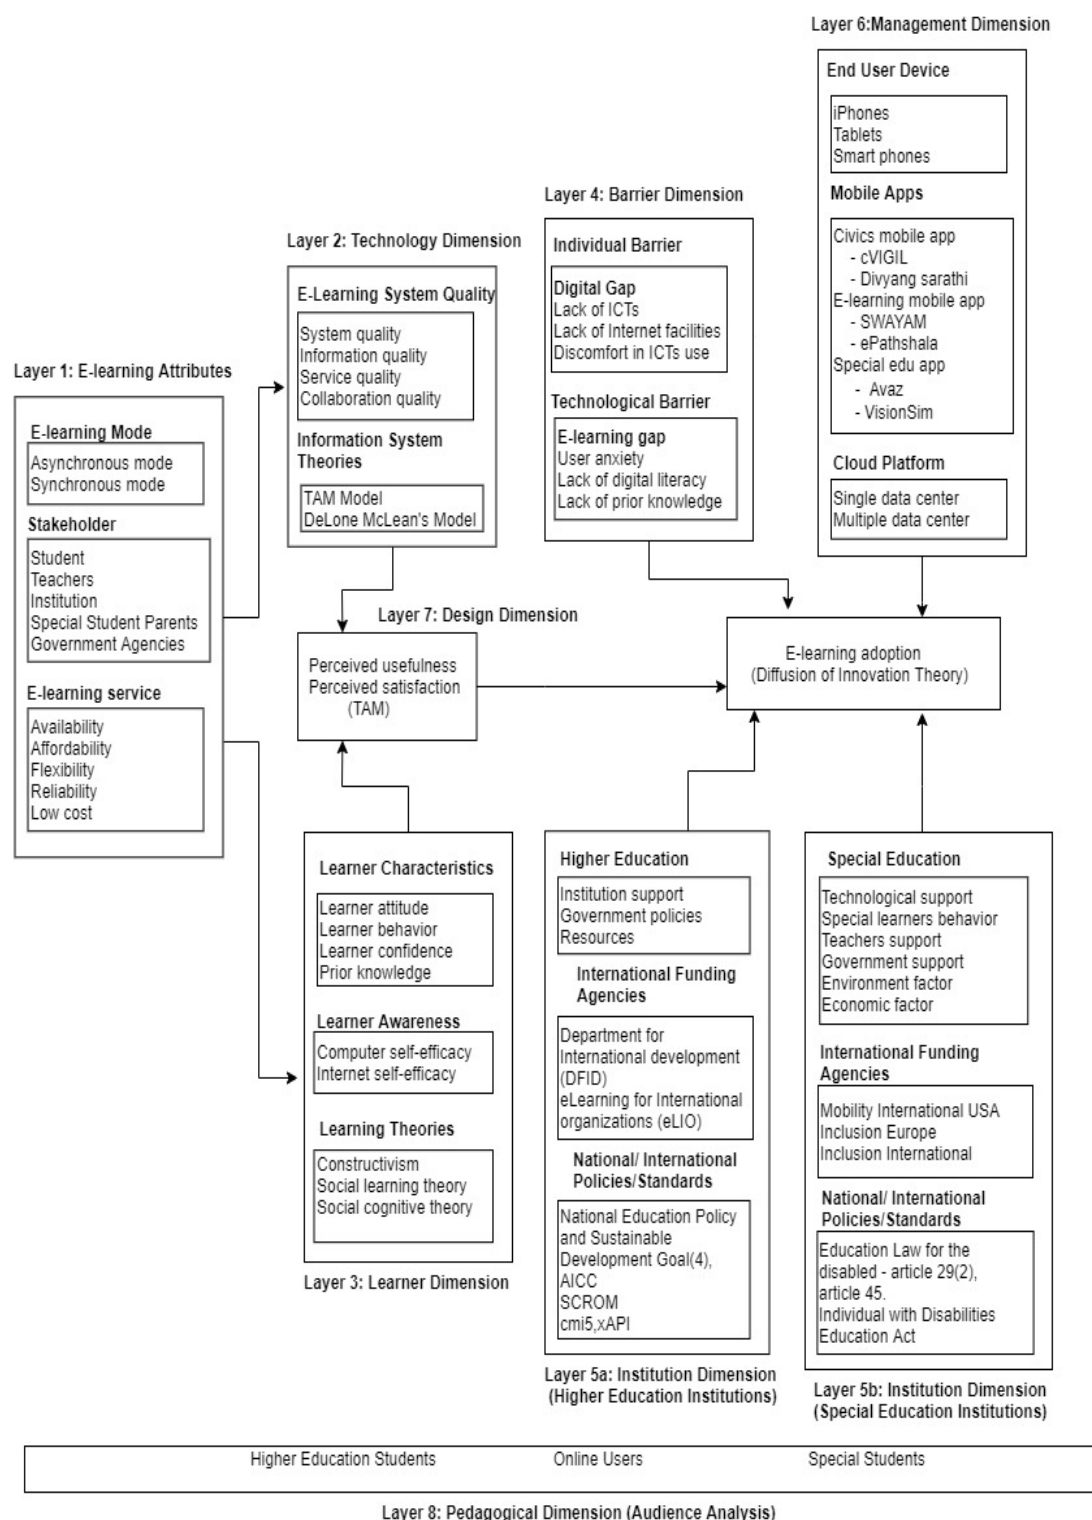 Layer 6:Management Dimension
End User Device
iPhones
Tablets
Smart phones
Mobile Apps
Civics mobile app
- cVIGIL
- Divyang sarathi
E-learning mobile app
- SWAYAM
- ePathshala
Special edu app
- Avaz
- VisionSim
Cloud Platform
Single data center
Multiple data center
Layer 4: Barrier Dimension
Individual Barrier
Digital Gap
Lack of ICTs
Lack of Internet facilities
Discomfort in ICTs use
Technological Barrier
E-learning gap
User anxiety
Lack of digital literacy
Lack of prior knowledge
Layer 2: Technology Dimension
E-Learning System Quality
System quality
Information quality
Service quality
Collaboration quality
Information System
Theories
TAM Model
DeLone McLean's Model
Layer 1: E-learning Attributes
E-learning Mode
Asynchronous mode
Synchronous mode
Stakeholder
Student
Teachers
Institution
Special Student Parents
Government Agencies
E-learning service
Availability
Affordability
Flexibility
Reliability
Low cost
Layer 7: Design Dimension
Perceived usefulness
Perceived satisfaction
(TAM)
E-learning adoption
(Diffusion of Innovation Theory)
Learner Characteristics
Learner attitude
Learner behavior
Learner confidence
Prior knowledge
Learner Awareness
Computer self-efficacy
Internet self-efficacy
Learning Theories
Constructivism
Social learning theory
Social cognitive theory
Layer 3: Learner Dimension
Higher Education
Institution support
Government policies
Resources
International Funding
Agencies
Department for
International development
(DFID)
eLearning for International
organizations (eLIO)
National/ International
Policies/Standards
National Education Policy
and Sustainable
Development Goal(4),
AICC
SCROM
cmi5,xAPI
Layer 5a: Institution Dimension
(Higher Education Institutions)
Special Education
Technological support
Special learners behavior
Teachers support
Government support
Environment factor
Economic factor
International Funding
Agencies
Mobility International USA
Inclusion Europe
Inclusion International
National/ International
Policies/Standards
Education Law for the
disabled - article 29(2),
article 45.
Individual with Disabilities
Education Act
Layer 5b: Institution Dimension
(Special Education Institutions)
Higher Education Students
Online Users
Special Students
Layer 8: Pedagogical Dimension (Audience Analysis)